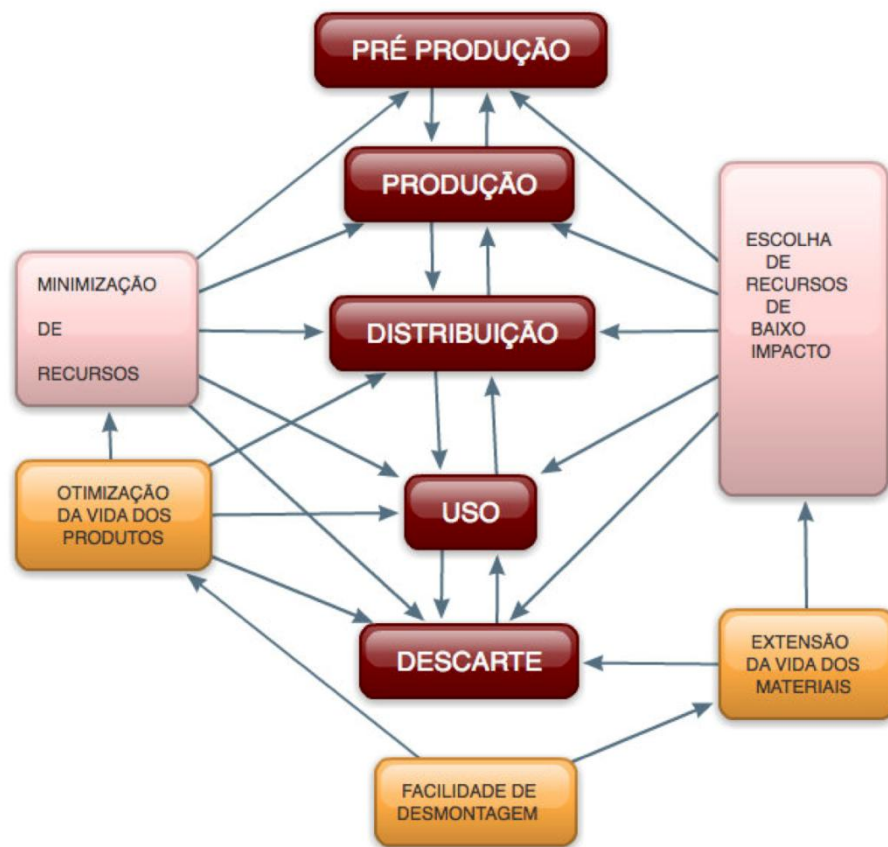 PRÉ PRODUÇÃO
PRODUÇÃO
ESCOLHA
DE
RECURSOS
DE
BAIXO
IMPACTO
MINIMIZAÇÃO
DE
RECURSOS
DISTRIBUIÇÃO
OTIMIZAÇÃO
DA VIDA DOS
PRODUTOS
USO
DESCARTE
EXTENSÃO
DA VIDA DOS
MATERIAIS
FACILIDADE DE
DESMONTAGEM